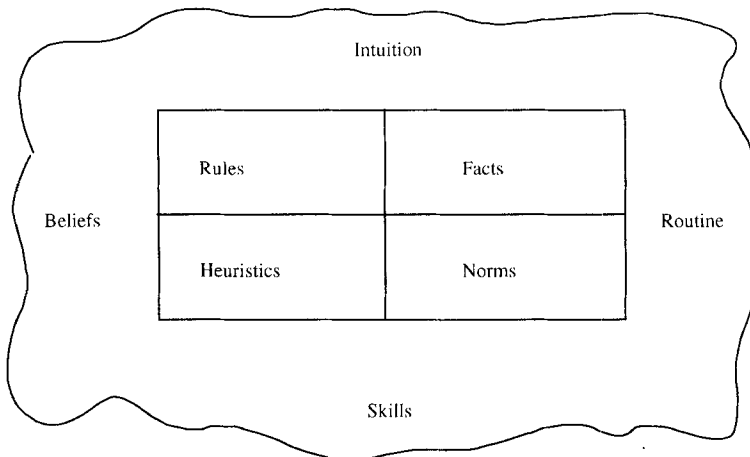 Intuition
Rules
Facts
Beliefs
Routine
Heuristics
Norms
Skills